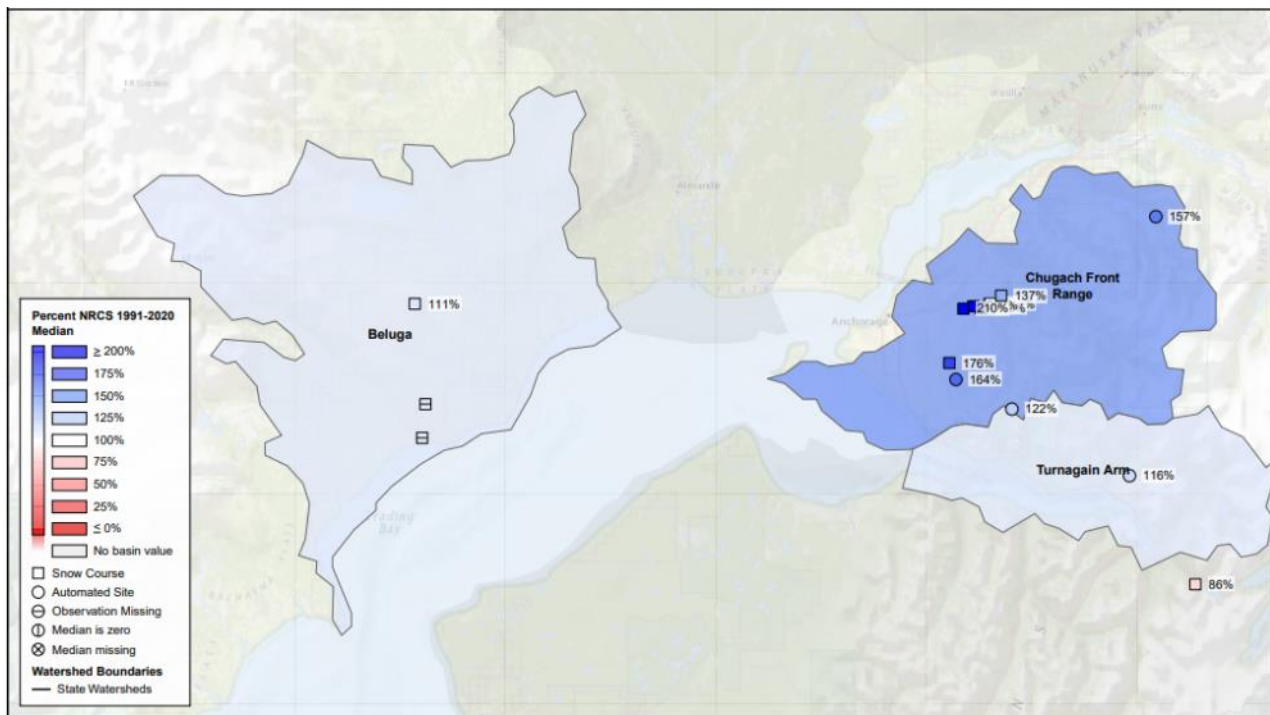 Percent NRCS 1991-2020
Median
≥ 200%
175%
150%
125%
100%
75%
50%
25%
≤ 0%
No basin value
Snow Course
Automated Site
Observation Missing
Median is zero
Median missing
Watershed Boundaries
State Watersheds
Beluga
111%
Chugach Front
Range
157%
137%
210%
%
176%
164%
122%
Turnagain Arm
116%
86%
Anchorage
Trading
Bay